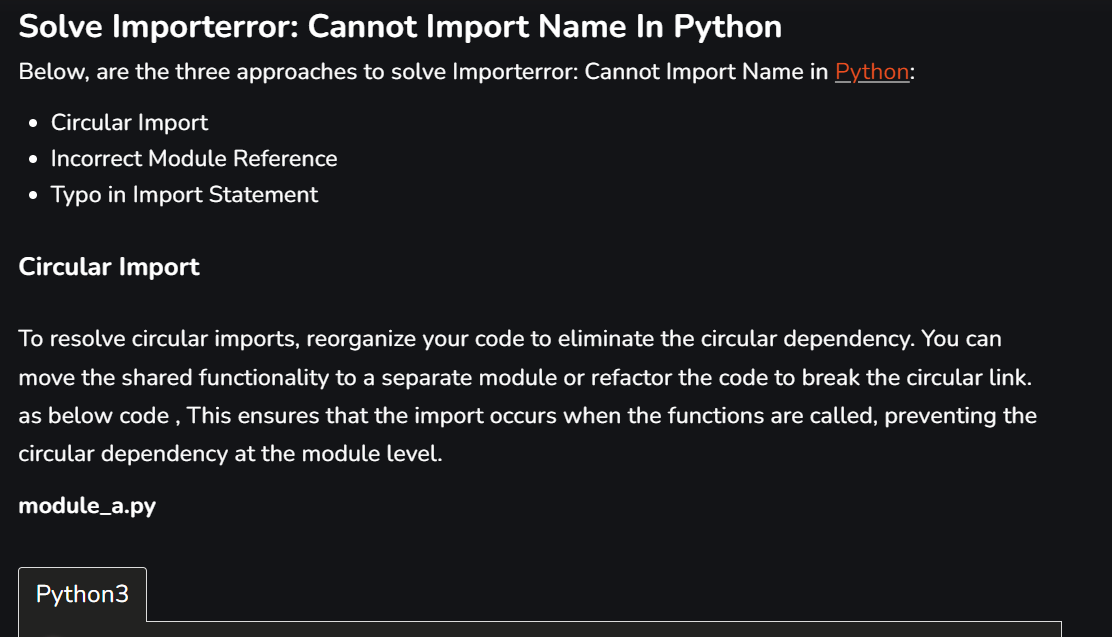 Solve Importerror: Cannot Import Name In Python
Below, are the three approaches to solve Importerror: Cannot Import Name in Python:
• Circular Import
• Incorrect Module Reference
• Typo in Import Statement
Circular Import
To resolve circular imports, reorganize your code to eliminate the circular dependency. You can
move the shared functionality to a separate module or refactor the code to break the circular link.
as below code , This ensures that the import occurs when the functions are called, preventing the
circular dependency at the module level.
module_a.py
Python3